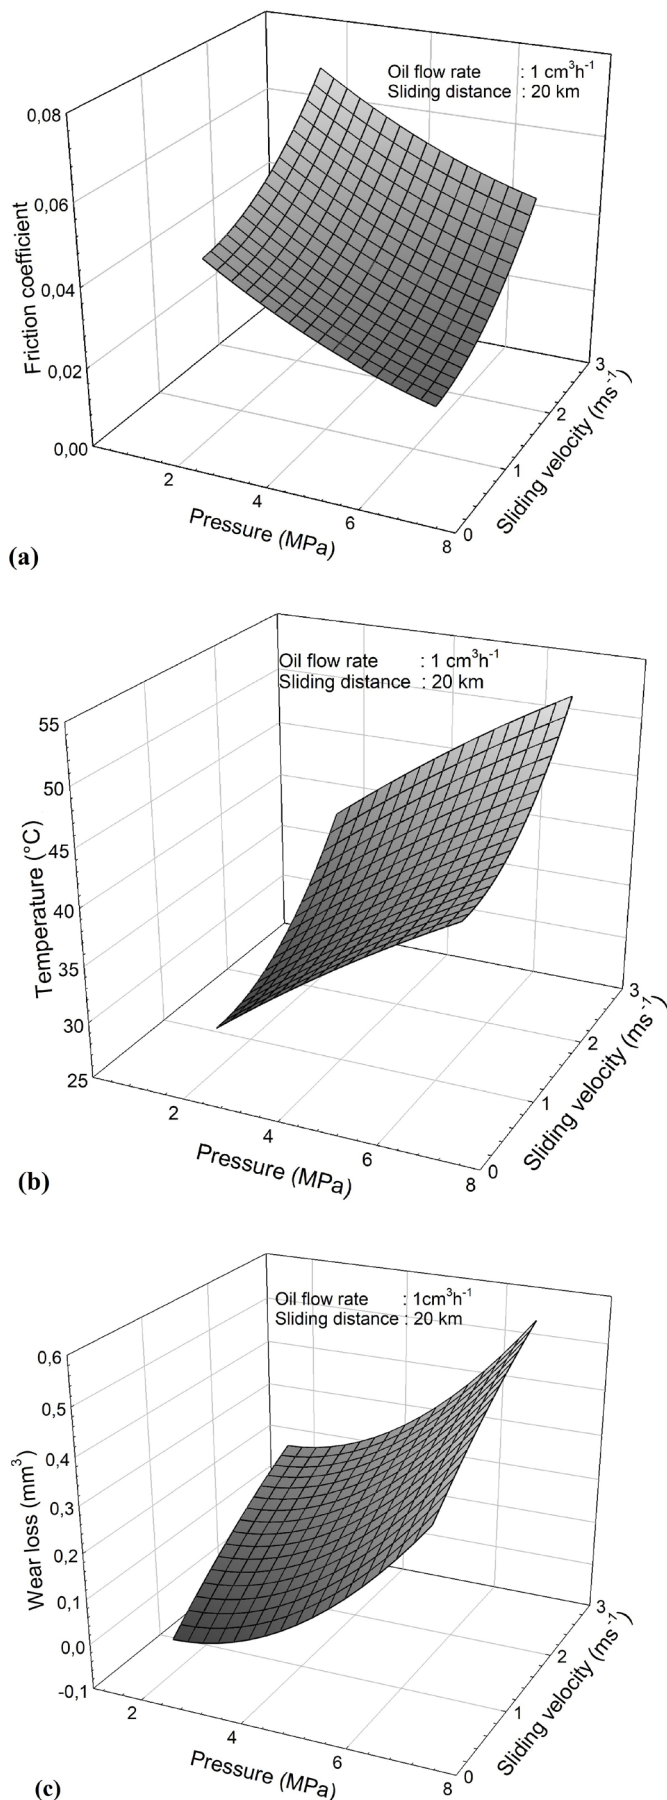 Oil flow rate : 1 cm³h⁻¹
Sliding distance : 20 km
0,08
0,06
0,04
0,02
0,00
Friction coefficient
2
4
6
8
Pressure (MPa)
0
1
2
3
Sliding velocity (ms⁻¹)
(a)
Oil flow rate : 1 cm³h⁻¹
Sliding distance : 20 km
55
50
45
40
35
30
25
Temperature (°C)
2
4
6
8
Pressure (MPa)
0
1
2
3
Sliding velocity (ms⁻¹)
(b)
Oil flow rate : 1cm³h⁻¹
Sliding distance : 20 km
0,6
0,5
0,4
0,3
0,2
0,1
0,0
-0,1
Wear loss (mm³)
2
4
6
8
Pressure (MPa)
0
1
2
3
Sliding velocity (ms⁻¹)
(c)